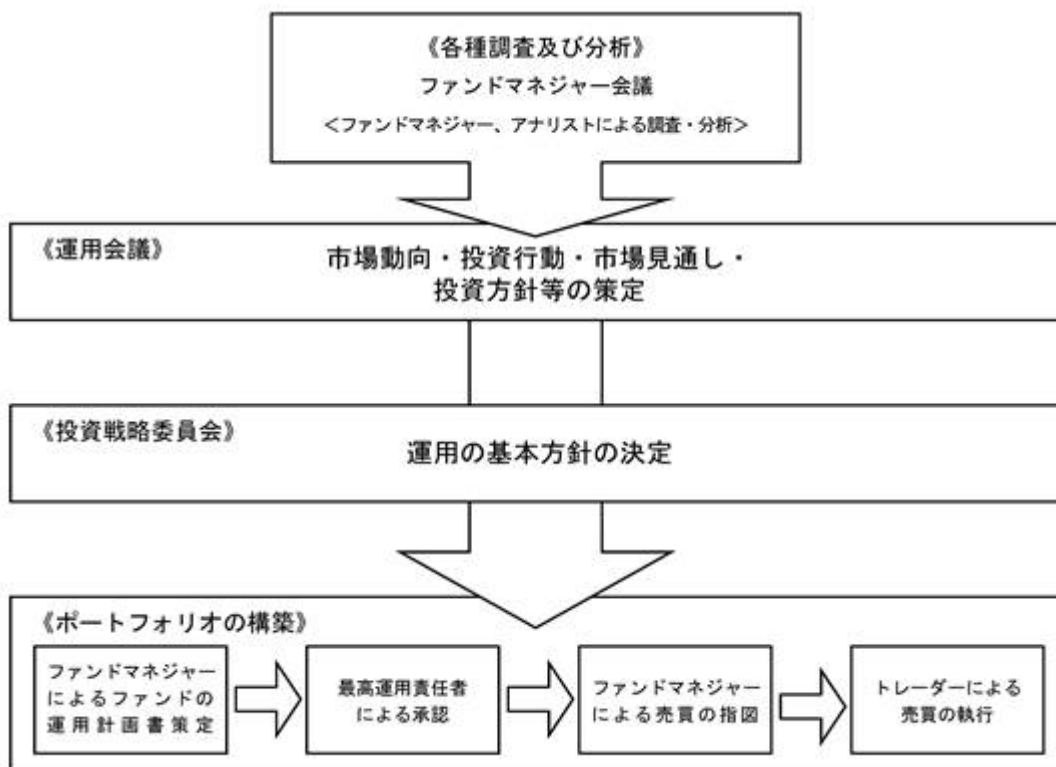 《各種調査及び分析》
ファンドマネジャー会議
＜ファンドマネジャー、アナリストによる調査・分析＞
《運用会議》
市場動向・投資行動・市場見通し・
投資方針等の策定
《投資戦略委員会》
運用の基本方針の決定
《ポートフォリオの構築》
ファンドマネジャー
によるファンドの
運用計画書策定
最高運用責任者
による承認
ファンドマネジャー
による売買の指図
トレーダーによる
売買の執行